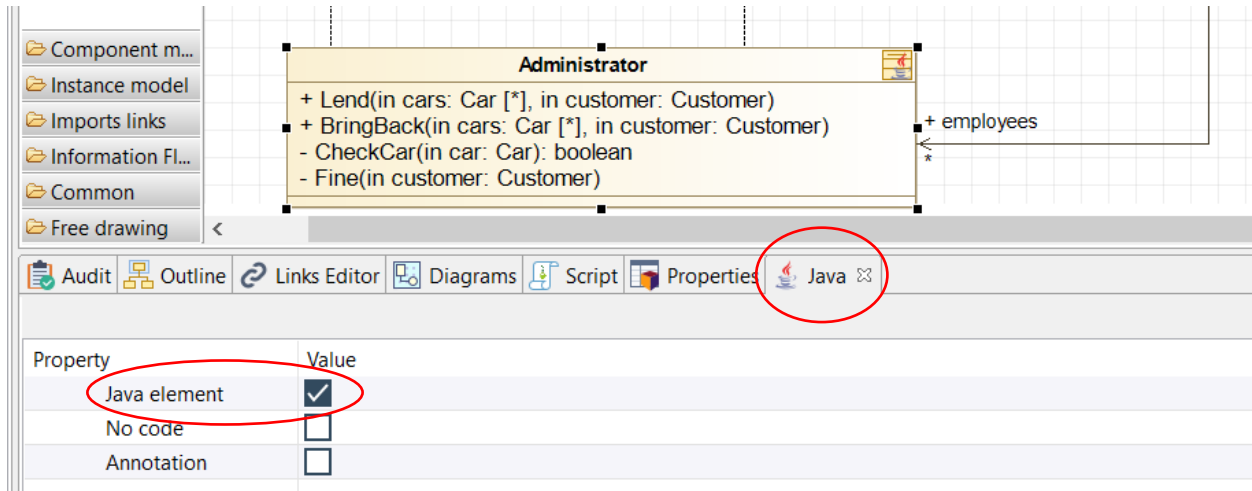 Component m...
Instance model
Imports links
Information Fl...
Common
Free drawing
Administrator
+ Lend(in cars: Car [*], in customer: Customer)
+ BringBack(in cars: Car [*], in customer: Customer)
- CheckCar(in car: Car): boolean
- Fine(in customer: Customer)
+ employees
*
Audit Outline Links Editor Diagrams Script Properties Java
Property Value
Java element
No code
Annotation